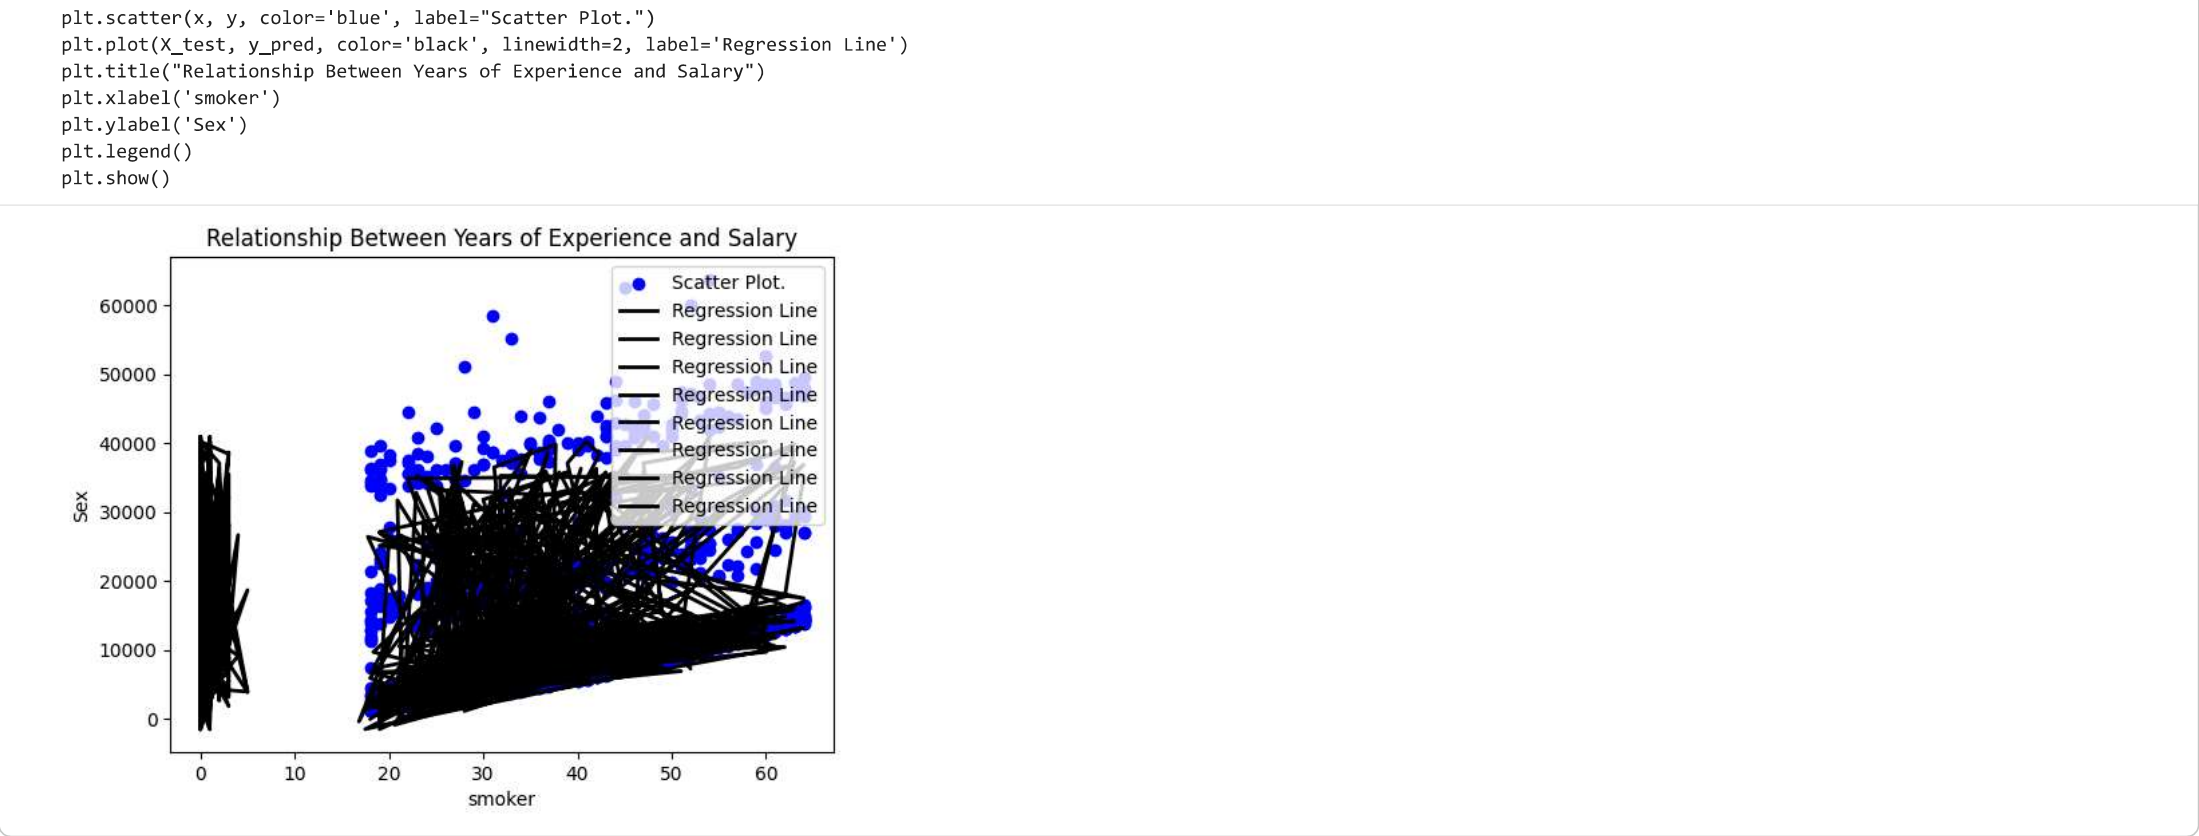 plt.scatter(x, y, color='blue', label="Scatter Plot.")
plt.plot(X_test, y_pred, color='black', linewidth=2, label='Regression Line')
plt.title("Relationship Between Years of Experience and Salary")
plt.xlabel('smoker')
plt.ylabel('Sex')
plt.legend()
plt.show()
Relationship Between Years of Experience and Salary
Scatter Plot.
Regression Line
Regression Line
Regression Line
Regression Line
Regression Line
Regression Line
Regression Line
Regression Line
60000
50000
40000
30000
20000
10000
0
Sex
0 10 20 30 40 50 60
smoker